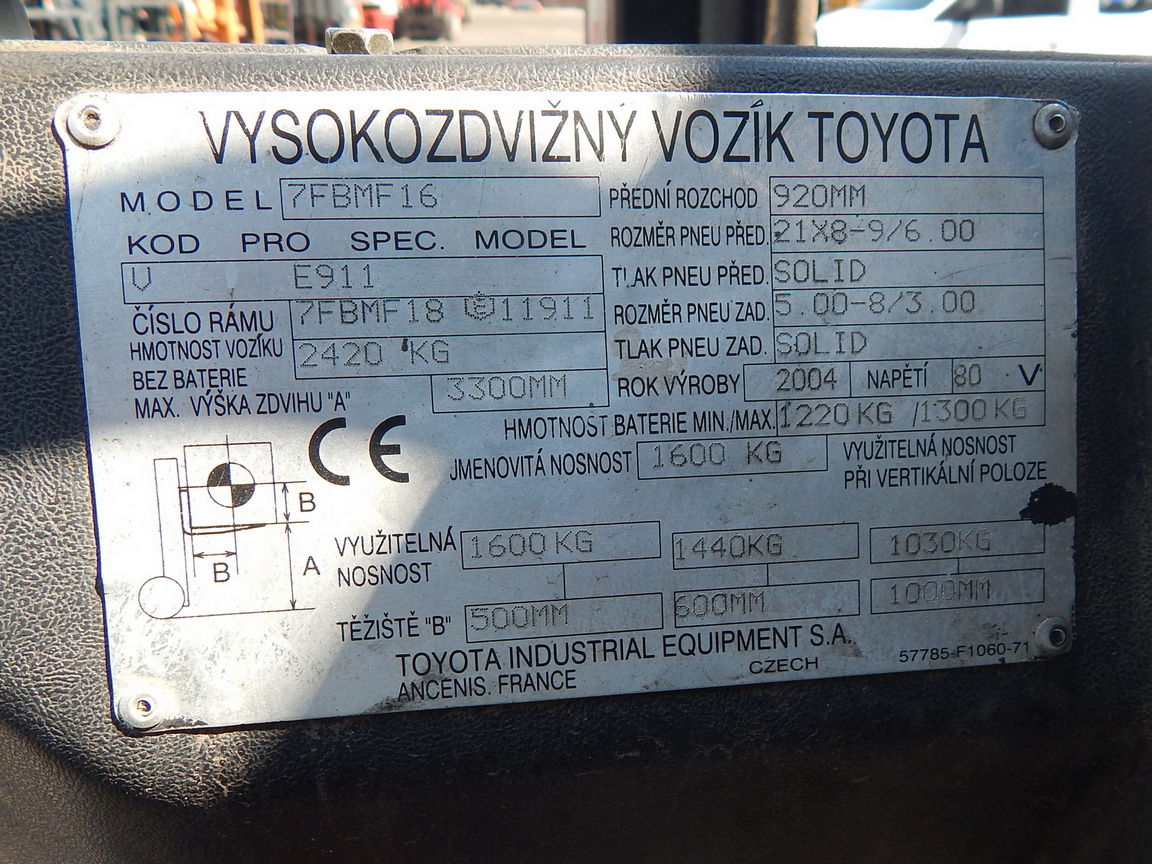 VYSOKOZDVIŽNÝ VOZÍK TOYOTA
MODEL 7FBMF16
KOD PRO SPEC. MODEL
V E911
ČÍSLO RÁMU 7FBMF18 E 11911
HMOTNOST VOZÍKU
BEZ BATERIE 2420 KG
MAX. VÝŠKA ZDVIHU "A" 3300MM
PŘEDNÍ ROZCHOD 920MM
ROZMĚR PNEU PŘED. 21X8-9/6.00
TLAK PNEU PŘED. SOLID
ROZMĚR PNEU ZAD. 5.00-8/3.00
TLAK PNEU ZAD. SOLID
ROK VÝROBY 2004 NAPĚTÍ 80 V
HMOTNOST BATERIE MIN./MAX. 1220 KG /1300 KG
CE
JMENOVITÁ NOSNOST 1600 KG
VYUŽITELNÁ NOSNOST
PŘI VERTIKÁLNÍ POLOZE
B
B
A
VYUŽITELNÁ
NOSNOST
1600 KG 1440KG 1030KG
TĚŽIŠTĚ "B" 500MM 600MM 1000MM
TOYOTA INDUSTRIAL EQUIPMENT S.A.
ANCENIS. FRANCE
CZECH
57785-F1060-71